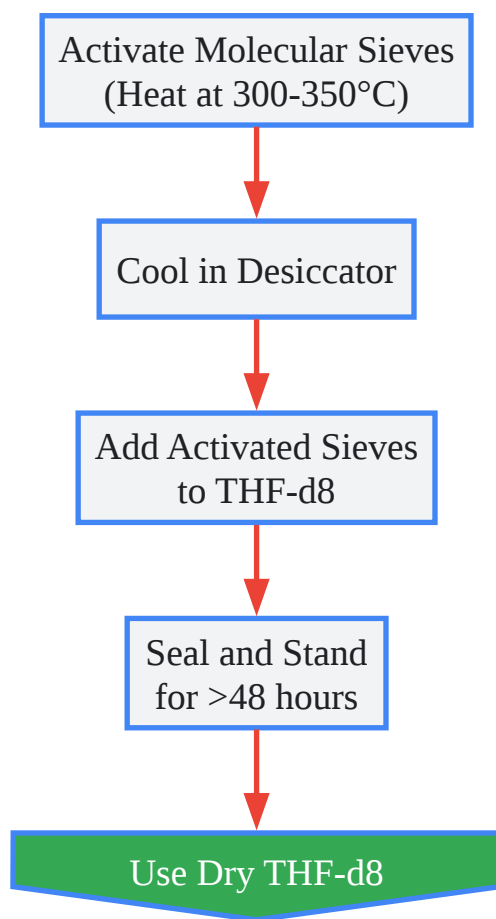 Activate Molecular Sieves
(Heat at 300-350°C)
Cool in Desiccator
Add Activated Sieves
to THF-d8
Seal and Stand
for >48 hours
Use Dry THF-d8